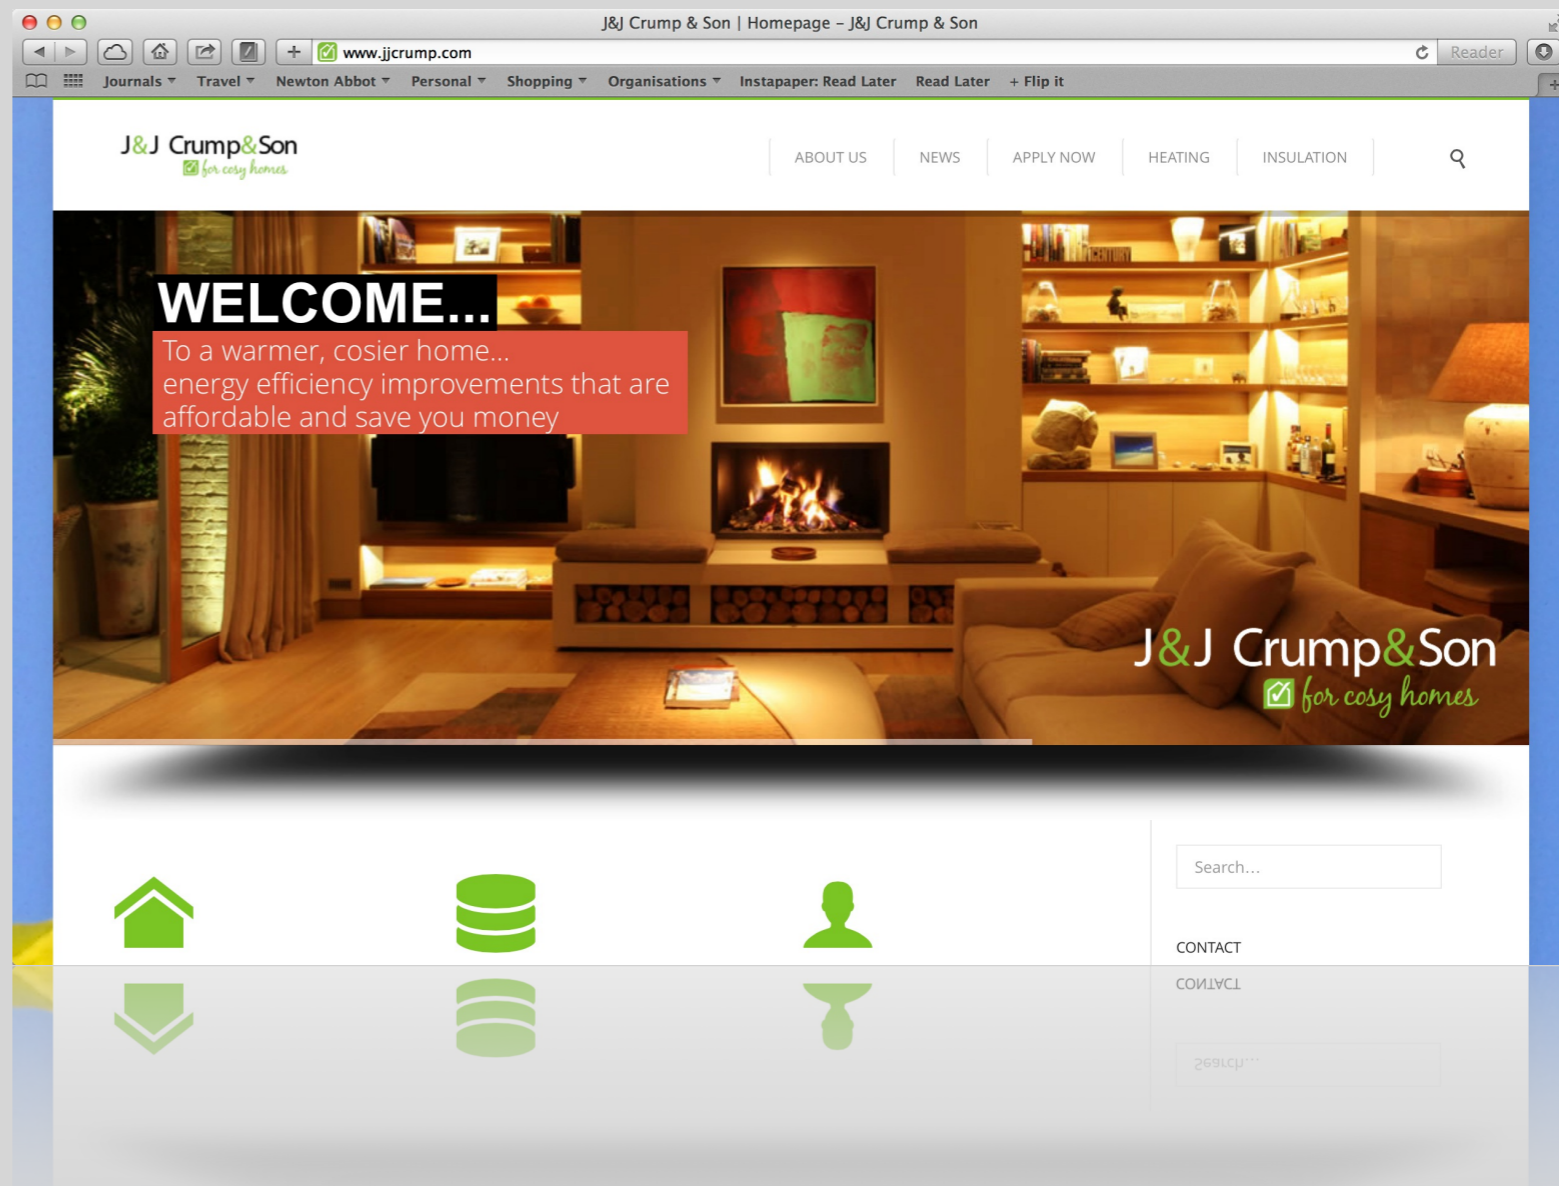 J&J Crump & Son | Homepage – J&J Crump & Son
www.jjcrump.com
Reader
Journals
Travel
Newton Abbot
Personal
Shopping
Organisations
Instapaper: Read Later
Read Later
+ Flip it
J&J Crump&Son
for cosy homes
ABOUT US
NEWS
APPLY NOW
HEATING
INSULATION
CENTURY
WELCOME...
To a warmer, cosier home...
energy efficiency improvements that are
affordable and save you money
J&J Crump&Son
for cosy homes
Search...
CONTACT
CONTACT
Search...